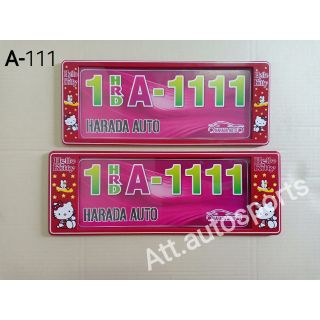 A-111
Hello Kitty
1 HRD A-1111
HARADA AUTO
Hello Kitty
Hello Kitty
1 HRD A-1111
HARADA AUTO
Hello Kitty
Att.autosports